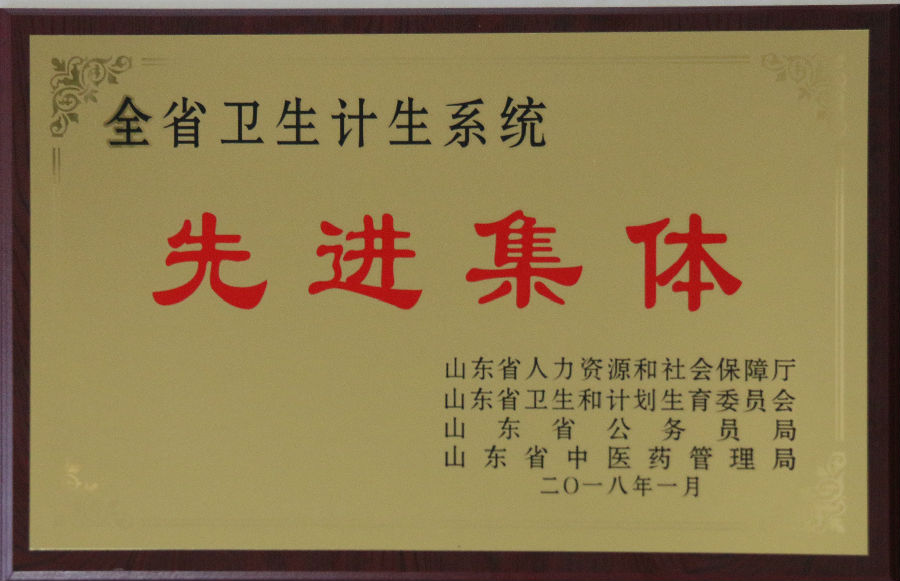 全省卫生计生系统
先进集体
山东省人力资源和社会保障厅
山东省卫生和计划生育委员会
山东省公务员局
山东省中医药管理局
二〇一八年一月